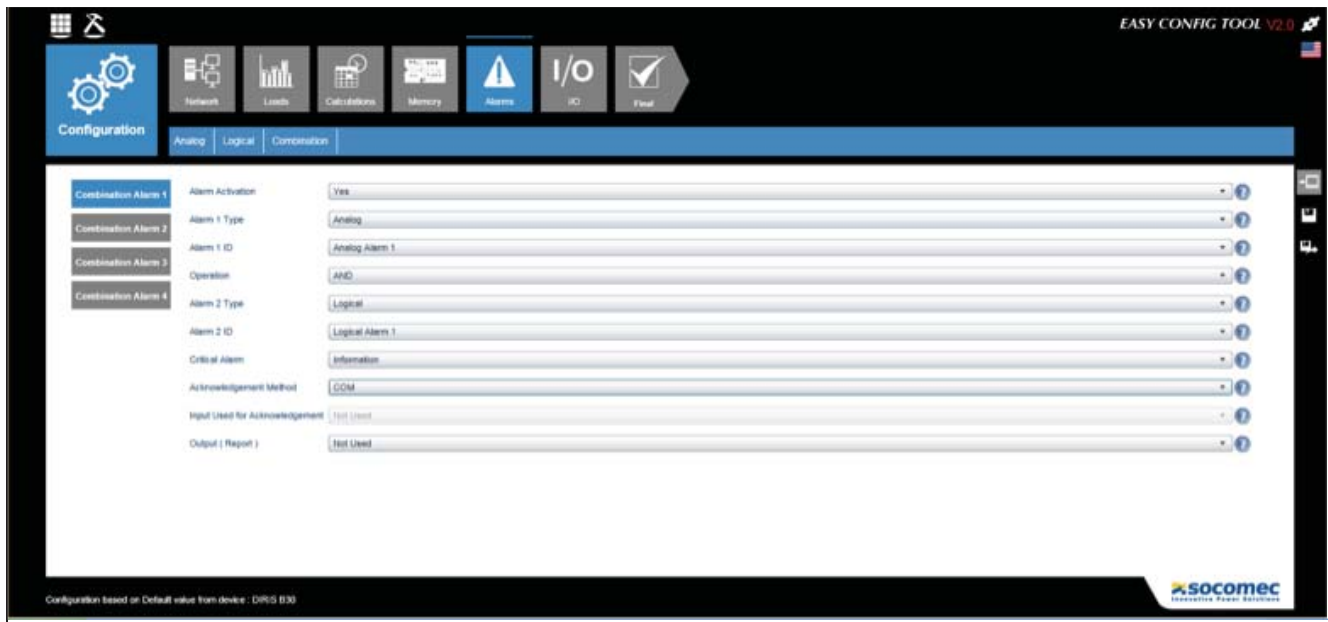 EASY CONFIG TOOL V2.0
Configuration
Network
Loads
Calculations
Memory
Alarms
I/O
I/O
Final
Analog
Logical
Combination
Combination Alarm 1
Combination Alarm 2
Combination Alarm 3
Combination Alarm 4
Alarm Activation Yes
Alarm 1 Type Analog
Alarm 1 ID Analog Alarm 1
Operation AND
Alarm 2 Type Logical
Alarm 2 ID Logical Alarm 1
Critical Alarm Information
Acknowledgement Method COM
Input Used for Acknowledgement Not Used
Output ( Report ) Not Used
Configuration based on Default value from device : DIRIS B30
socomec
Innovative Power Solutions